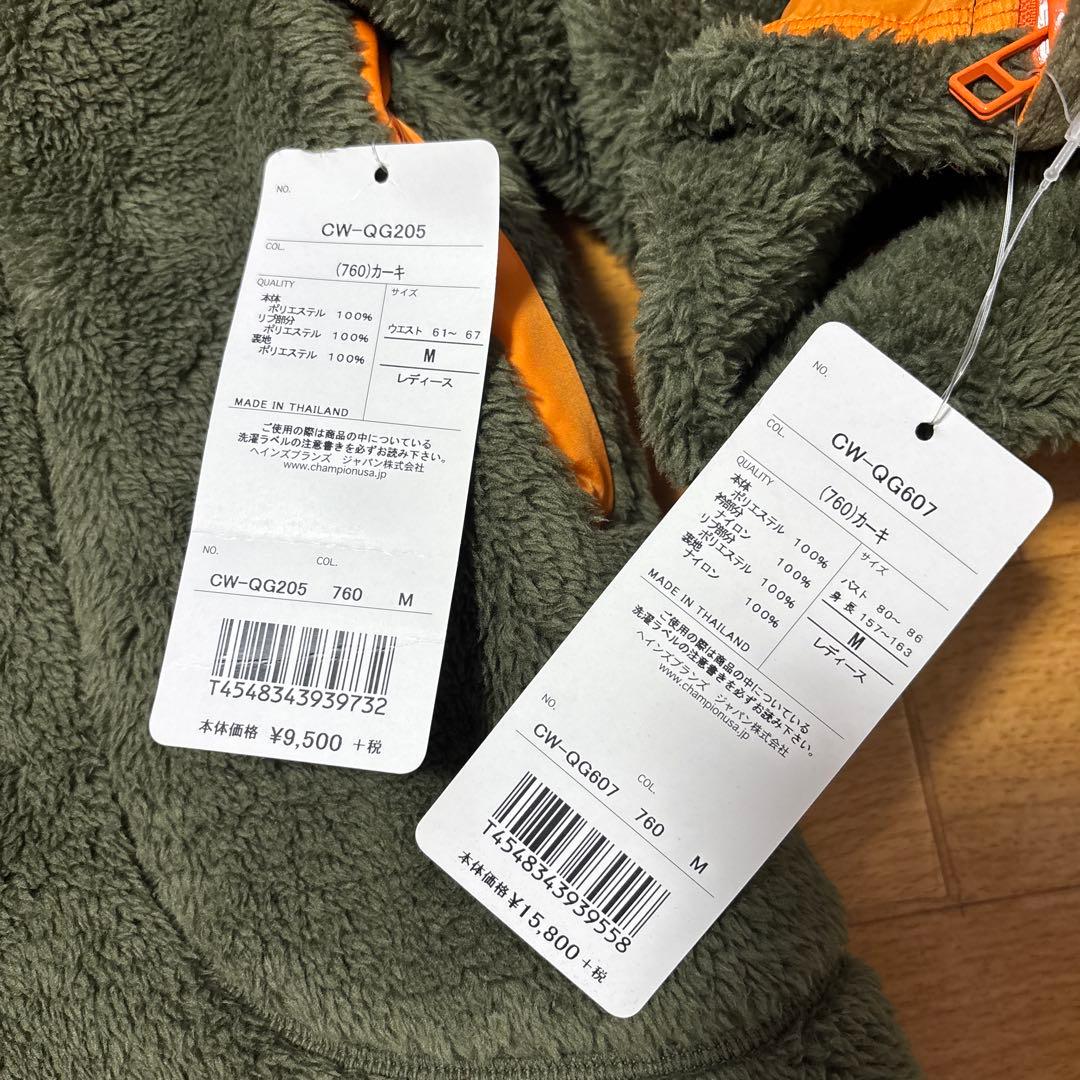 NO.
CW-QG205
COL.
(760)カーキ
QUALITY
本体
ポリエステル 100%
リブ部分
ポリエステル 100%
裏地
ポリエステル 100%
サイズ
ウエスト 61~ 67
M
レディース
MADE IN THAILAND
ご使用の際は商品の中についている
洗濯ラベルの注意書きを必ずお読み下さい。
ヘインズブランズ ジャパン株式会社
www.championusa.jp
NO. COL.
CW-QG205 760 M
T4548343939732
本体価格 ¥9,500 +税
NO.
CW-QG607
COL.
(760)カーキ
QUALITY
本体
ポリエステル 100%
衿部分
ナイロン 100%
リブ部分
ポリエステル 100%
裏地
ナイロン 100%
サイズ
バスト 80~ 86
身長 157~163
M
レディース
MADE IN THAILAND
ご使用の際は商品の中についている
洗濯ラベルの注意書きを必ずお読み下さい。
ヘインズブランズ ジャパン株式会社
www.championusa.jp
NO. COL.
CW-QG607 760 M
T4548343939558
本体価格 ¥15,800 +税